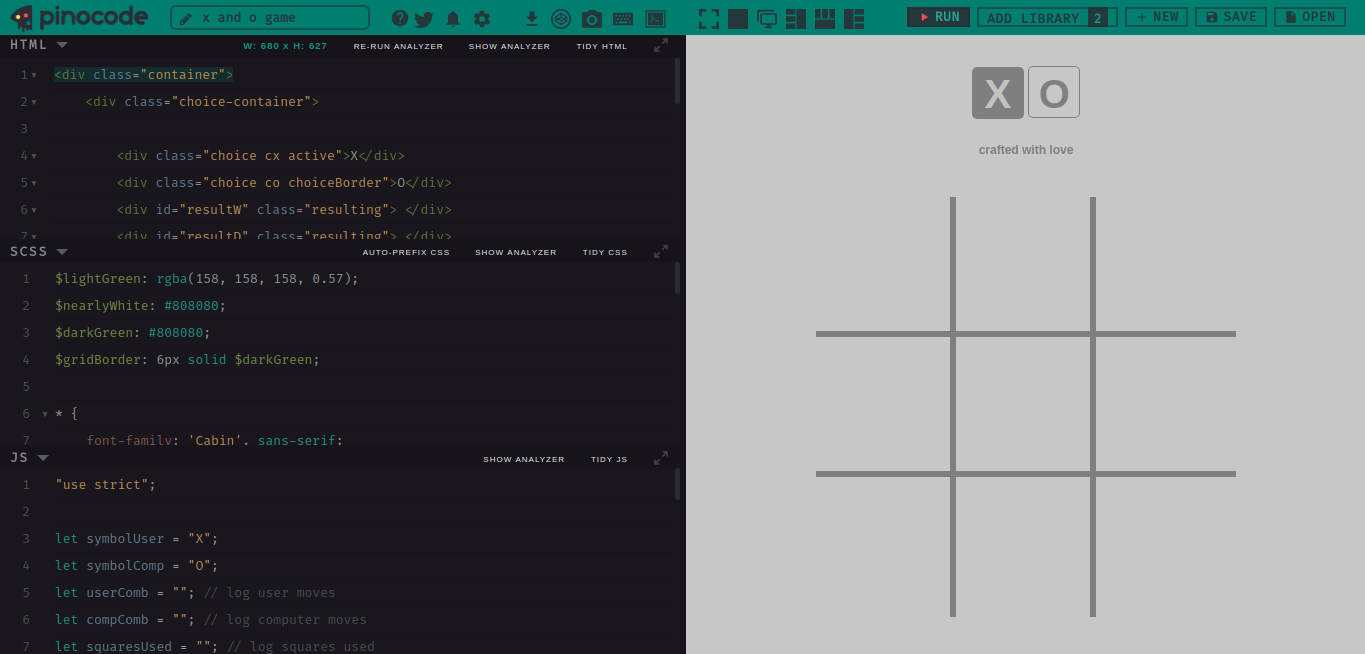 pinocode x and o game RUN ADD LIBRARY 2 + NEW SAVE OPEN
HTML W: 680 x H: 627 RE-RUN ANALYZER SHOW ANALYZER TIDY HTML
1 <div class="container">
2 <div class="choice-container">
3
4 <div class="choice cx active">X</div>
5 <div class="choice co choiceBorder">O</div>
6 <div id="resultW" class="resulting"> </div>
7 <div id="resultD" class="resulting"> </div>
SCSS AUTO-PREFIX CSS SHOW ANALYZER TIDY CSS
1 $lightGreen: rgba(158, 158, 158, 0.57);
2 $nearlyWhite: #808080;
3 $darkGreen: #808080;
4 $gridBorder: 6px solid $darkGreen;
5
6 * {
7 font-family: 'Cabin', sans-serif;
JS SHOW ANALYZER TIDY JS
1 "use strict";
2
3 let symbolUser = "X";
4 let symbolComp = "O";
5 let userComb = ""; // log user moves
6 let compComb = ""; // log computer moves
7 let squaresUsed = ""; // log squares used
X O
crafted with love